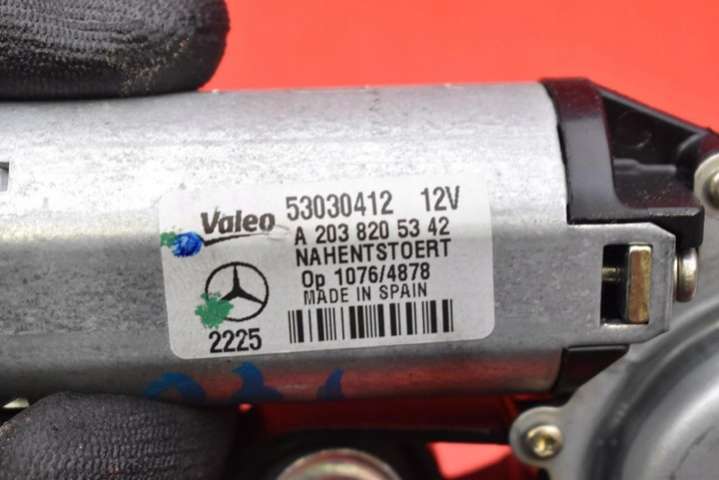 Valeo 53030412 12V
A 203 820 53 42
NAHENTSTOERT
Op 1076/4878
MADE IN SPAIN
2225